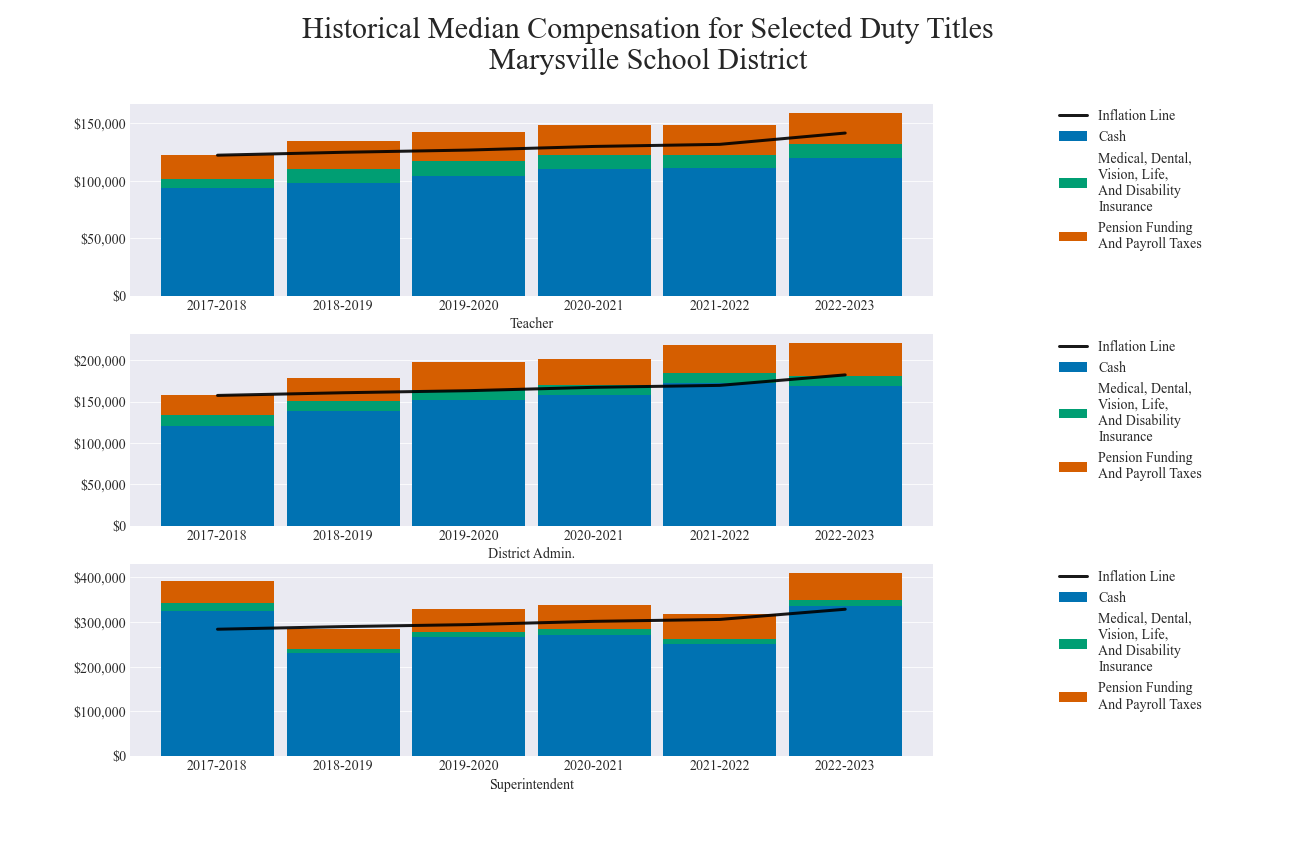 Historical Median Compensation for Selected Duty Titles
Marysville School District
$150,000
$100,000
$50,000
$0
2017-2018
2018-2019
2019-2020
2020-2021
2021-2022
2022-2023
Teacher
Inflation Line
Cash
Medical, Dental,
Vision, Life,
And Disability
Insurance
Pension Funding
And Payroll Taxes
$200,000
$150,000
$100,000
$50,000
$0
2017-2018
2018-2019
2019-2020
2020-2021
2021-2022
2022-2023
District Admin.
Inflation Line
Cash
Medical, Dental,
Vision, Life,
And Disability
Insurance
Pension Funding
And Payroll Taxes
$400,000
$300,000
$200,000
$100,000
$0
2017-2018
2018-2019
2019-2020
2020-2021
2021-2022
2022-2023
Superintendent
Inflation Line
Cash
Medical, Dental,
Vision, Life,
And Disability
Insurance
Pension Funding
And Payroll Taxes